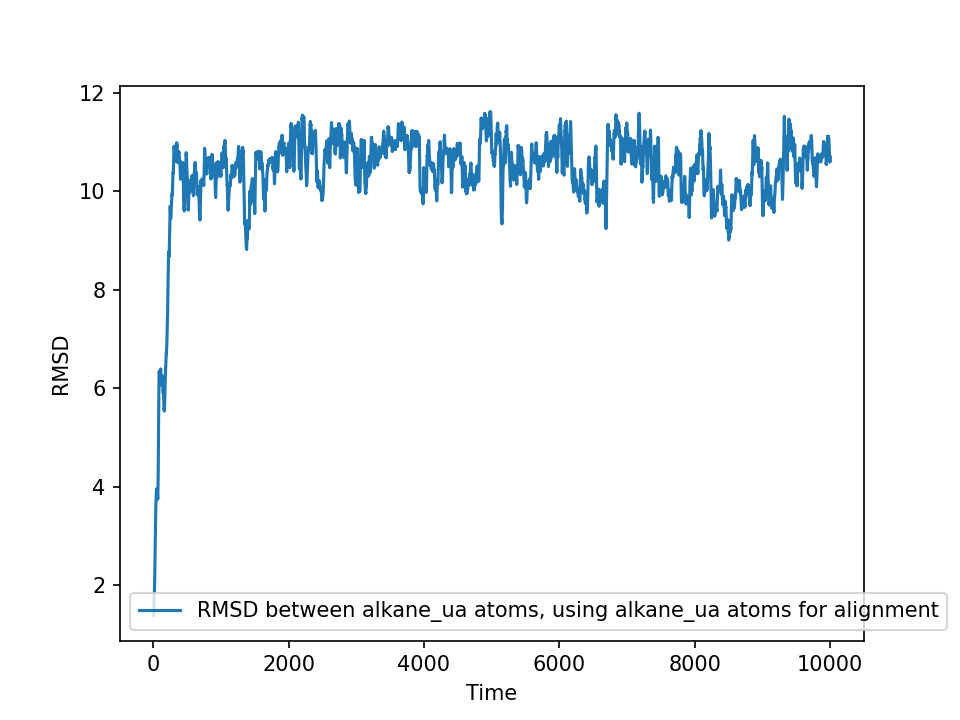 12
10
8
6
4
2
RMSD
RMSD between alkane_ua atoms, using alkane_ua atoms for alignment
0 2000 4000 6000 8000 10000
Time